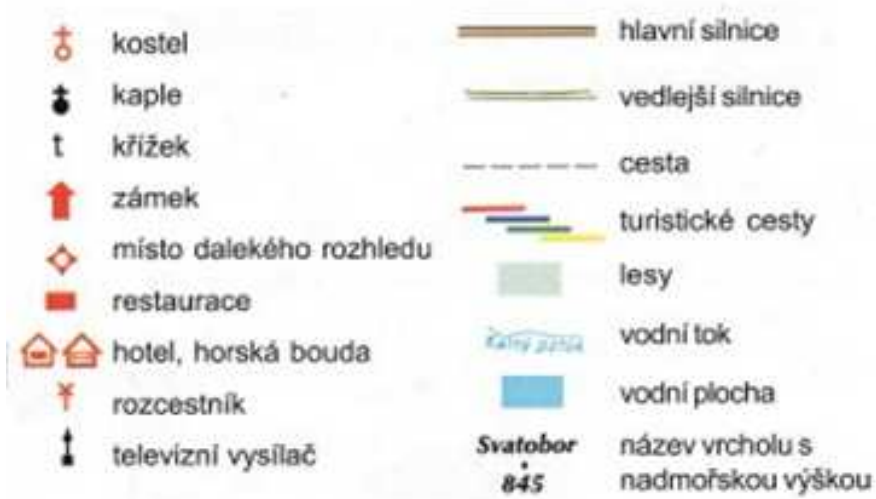 kostel
kaple
křížek
zámek
místo dalekého rozhledu
restaurace
hotel, horská bouda
rozcestník
televizní vysílač
hlavní silnice
vedlejší silnice
cesta
turistické cesty
lesy
vodní tok
vodní plocha
Svatobor
845
název vrcholu s
nadmořskou výškou